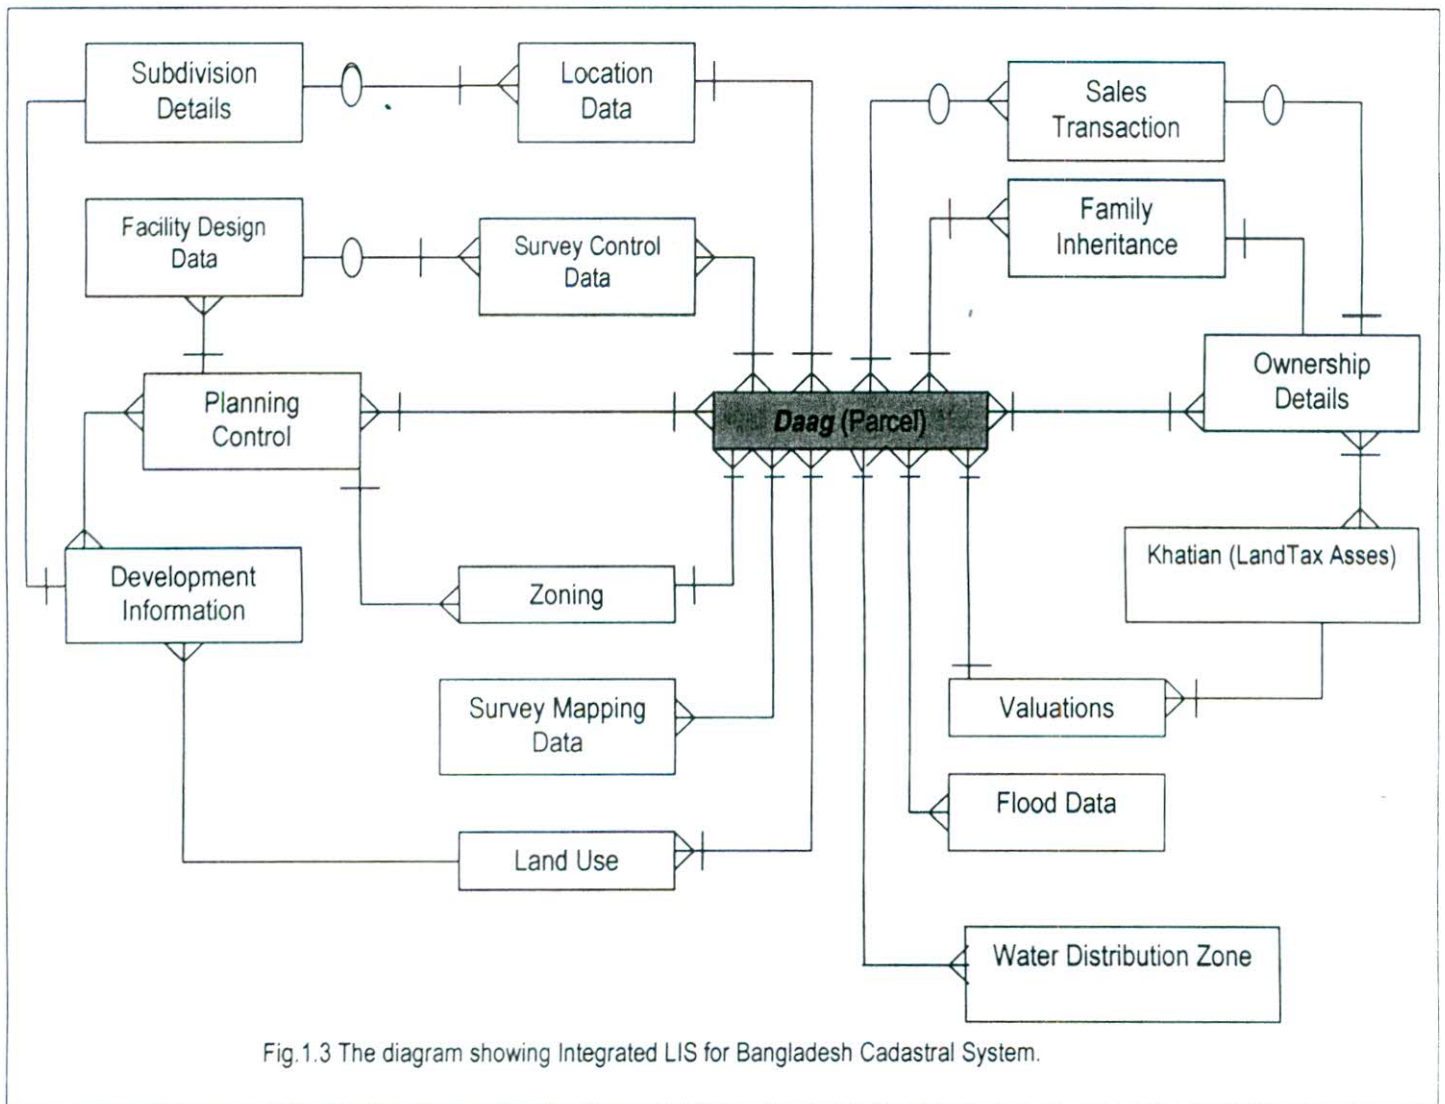 Subdivision
Details
Location
Data
Sales
Transaction
Facility Design
Data
Survey Control
Data
Family
Inheritance
Planning
Control
Daag (Parcel)
Ownership
Details
Development
Information
Zoning
Khatian (LandTax Asses)
Survey Mapping
Data
Valuations
Land Use
Flood Data
Water Distribution Zone
Fig.1.3 The diagram showing Integrated LIS for Bangladesh Cadastral System.